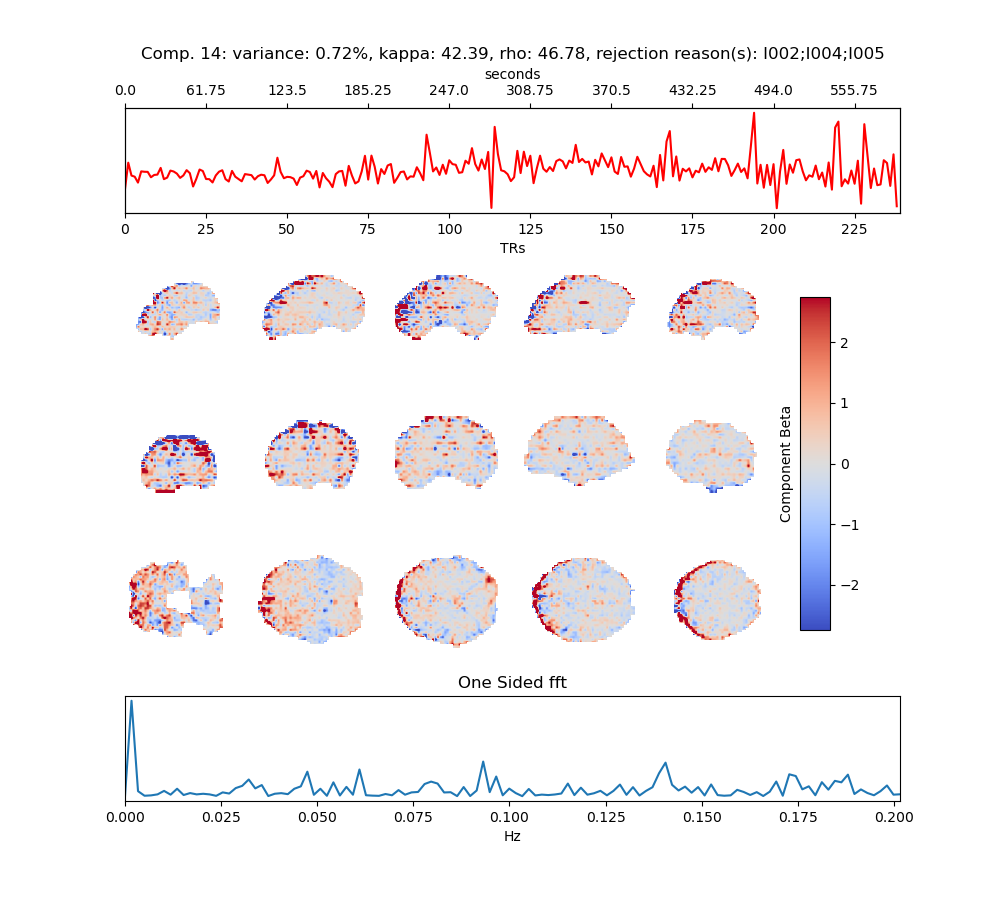 Comp. 14: variance: 0.72%, kappa: 42.39, rho: 46.78, rejection reason(s): I002;I004;I005
seconds
0.0 61.75 123.5 185.25 247.0 308.75 370.5 432.25 494.0 555.75
0 25 50 75 100 125 150 175 200 225
TRs
2
1
0
−1
−2
Component Beta
One Sided fft
0.000 0.025 0.050 0.075 0.100 0.125 0.150 0.175 0.200
Hz